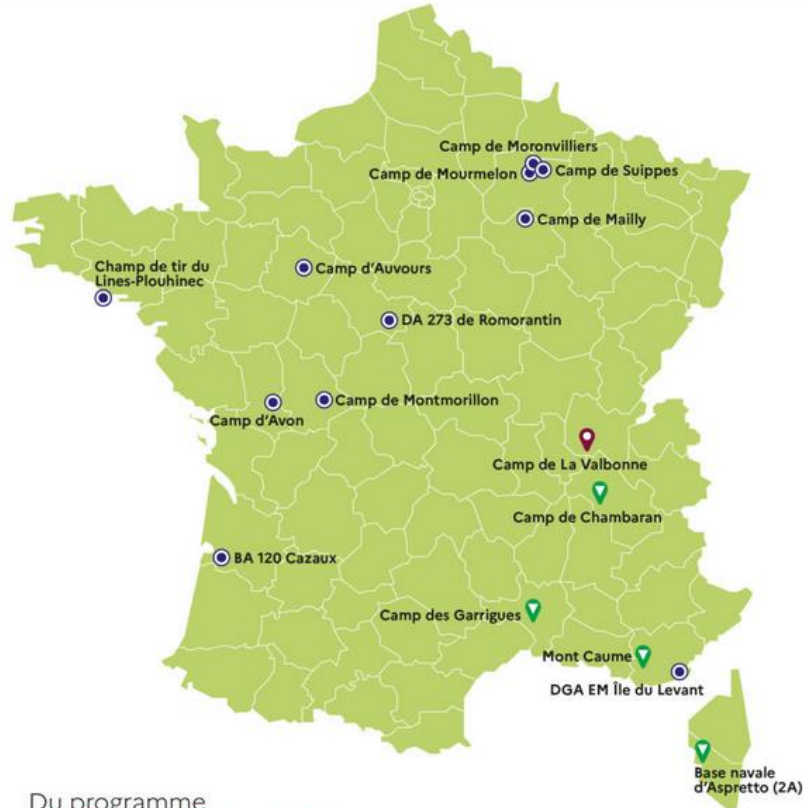 Camp de Moronvilliers
Camp de Mourmelon
Camp de Suippes
Camp de Mailly
Champ de tir du
Lines-Plouhinec
Camp d'Auvours
DA 273 de Romorantin
Camp de Montmorillon
Camp d'Avon
Camp de La Valbonne
Camp de Chambaran
BA 120 Cazaux
Camp des Garrigues
Mont Caume
DGA EM Île du Levant
Base navale
d'Aspretto (2A)
Du programme